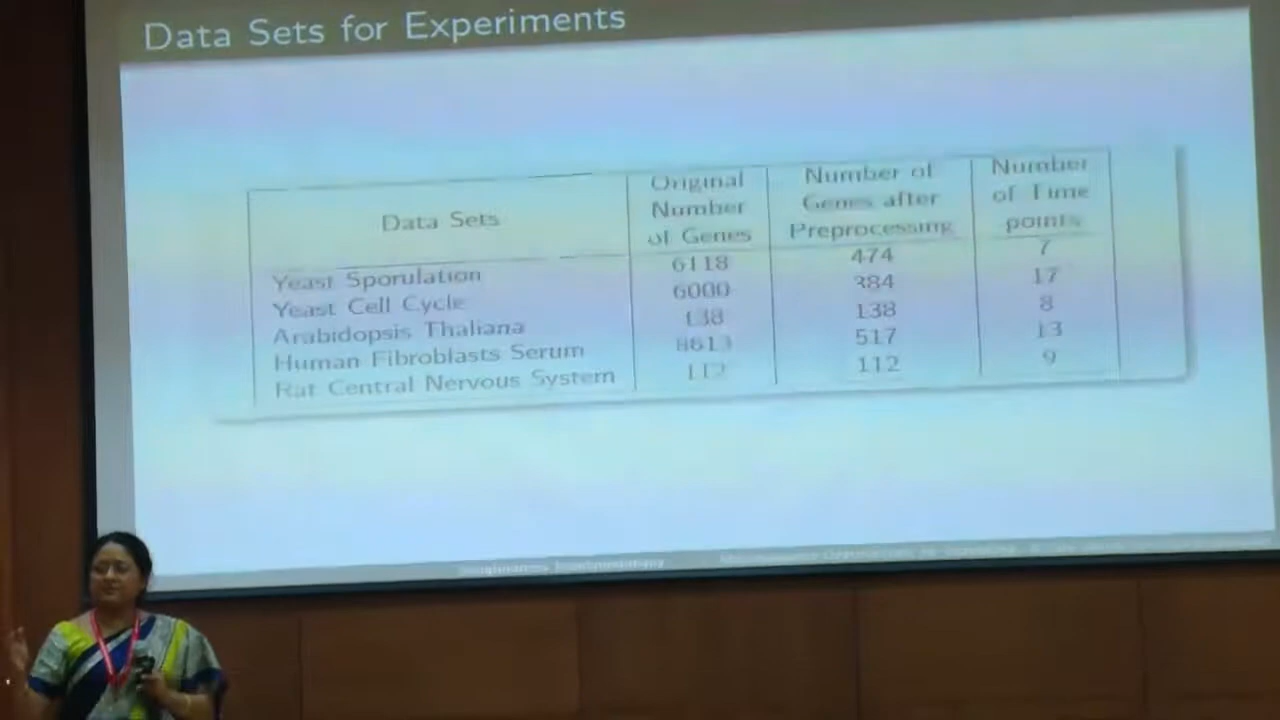 Data Sets for Experiments
Data Sets
Original
Number
of Genes
Number of
Genes after
Preprocessing
Number
of Time
points
Yeast Sporulation 6118 474 7
Yeast Cell Cycle 6000 384 17
Arabidopsis Thaliana 138 138 8
Human Fibroblasts Serum 8613 517 13
Rat Central Nervous System 112 112 9